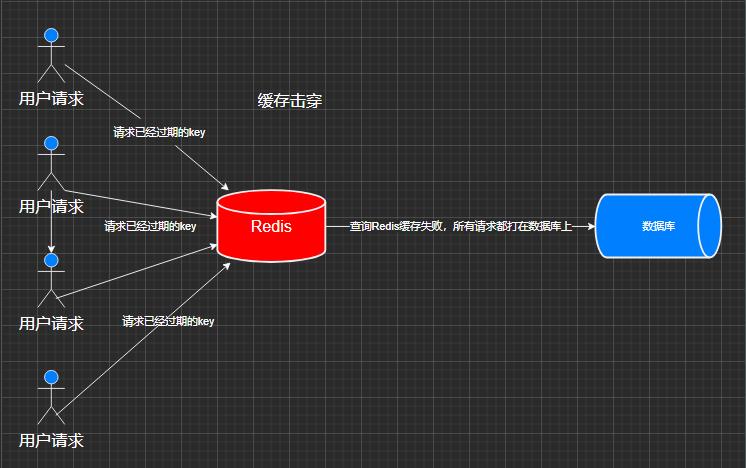 用户请求
缓存击穿
请求已经过期的key
用户请求
请求已经过期的key
Redis
查询Redis缓存失败，所有请求都打在数据库上
数据库
用户请求
请求已经过期的key
用户请求